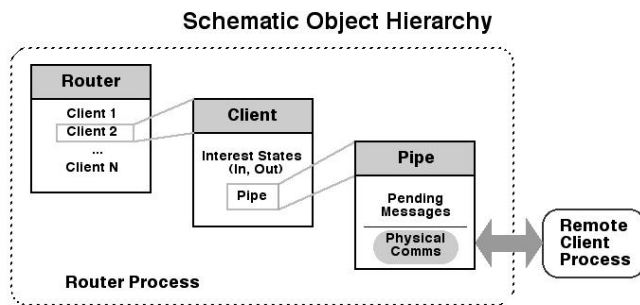 Schematic Object Hierarchy
Router
Client 1
Client 2
...
Client N
Client
Interest States
(In, Out)
Pipe
Pipe
Pending
Messages
Physical
Comms
Remote
Client
Process
Router Process